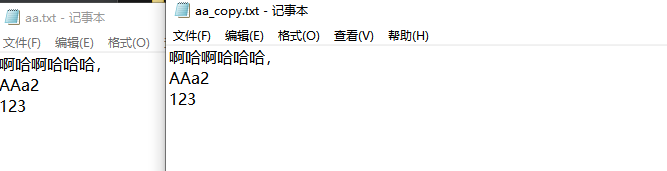 aa.txt - 记事本
文件(F) 编辑(E) 格式(O)
啊哈啊哈哈哈,
AAa2
123
aa_copy.txt - 记事本
文件(F) 编辑(E) 格式(O) 查看(V) 帮助(H)
啊哈啊哈哈哈,
AAa2
123